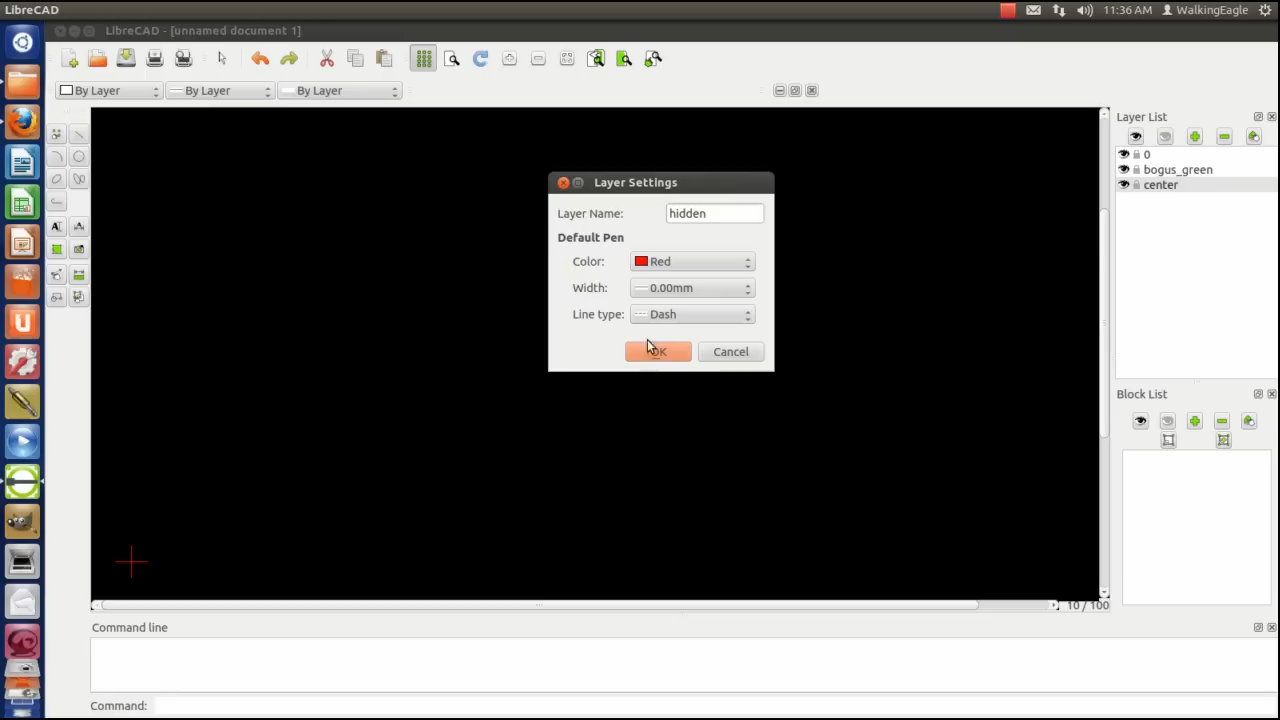 LibreCAD
11:36 AM
WalkingEagle
LibreCAD - [unnamed document 1]
By Layer
By Layer
By Layer
Layer List
0
bogus_green
center
Layer Settings
Layer Name:
hidden
Default Pen
Color:
Red
Width:
0.00mm
Line type:
Dash
OK
Cancel
Block List
10 / 100
Command line
Command: